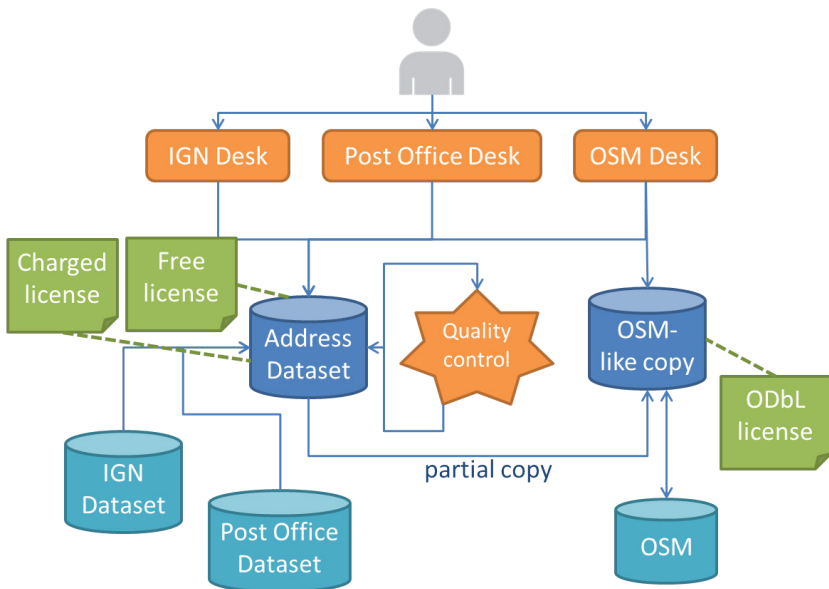 IGN Desk
Post Office Desk
OSM Desk
Charged
license
Free
license
Address
Dataset
Quality
control
OSM-
like copy
ODbL
license
partial copy
IGN
Dataset
Post Office
Dataset
OSM